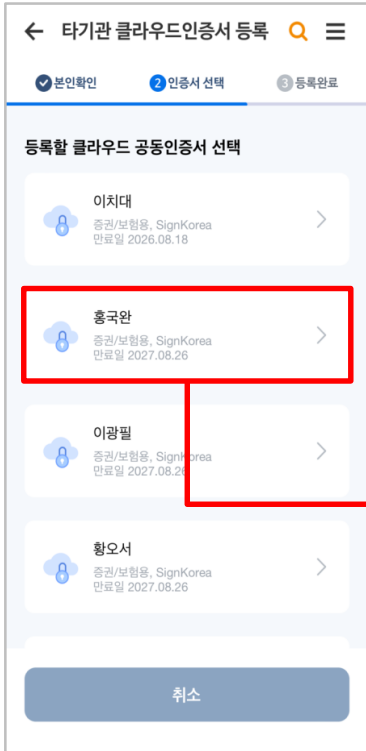 타기관 클라우드인증서 등록
본인확인
2 인증서 선택
3 등록완료
등록할 클라우드 공동인증서 선택
이치대
증권/보험용, SignKorea
만료일 2026.08.18
홍국완
증권/보험용, SignKorea
만료일 2027.08.26
이광필
증권/보험용, SignKorea
만료일 2027.08.26
황오서
증권/보험용, SignKorea
만료일 2027.08.26
취소